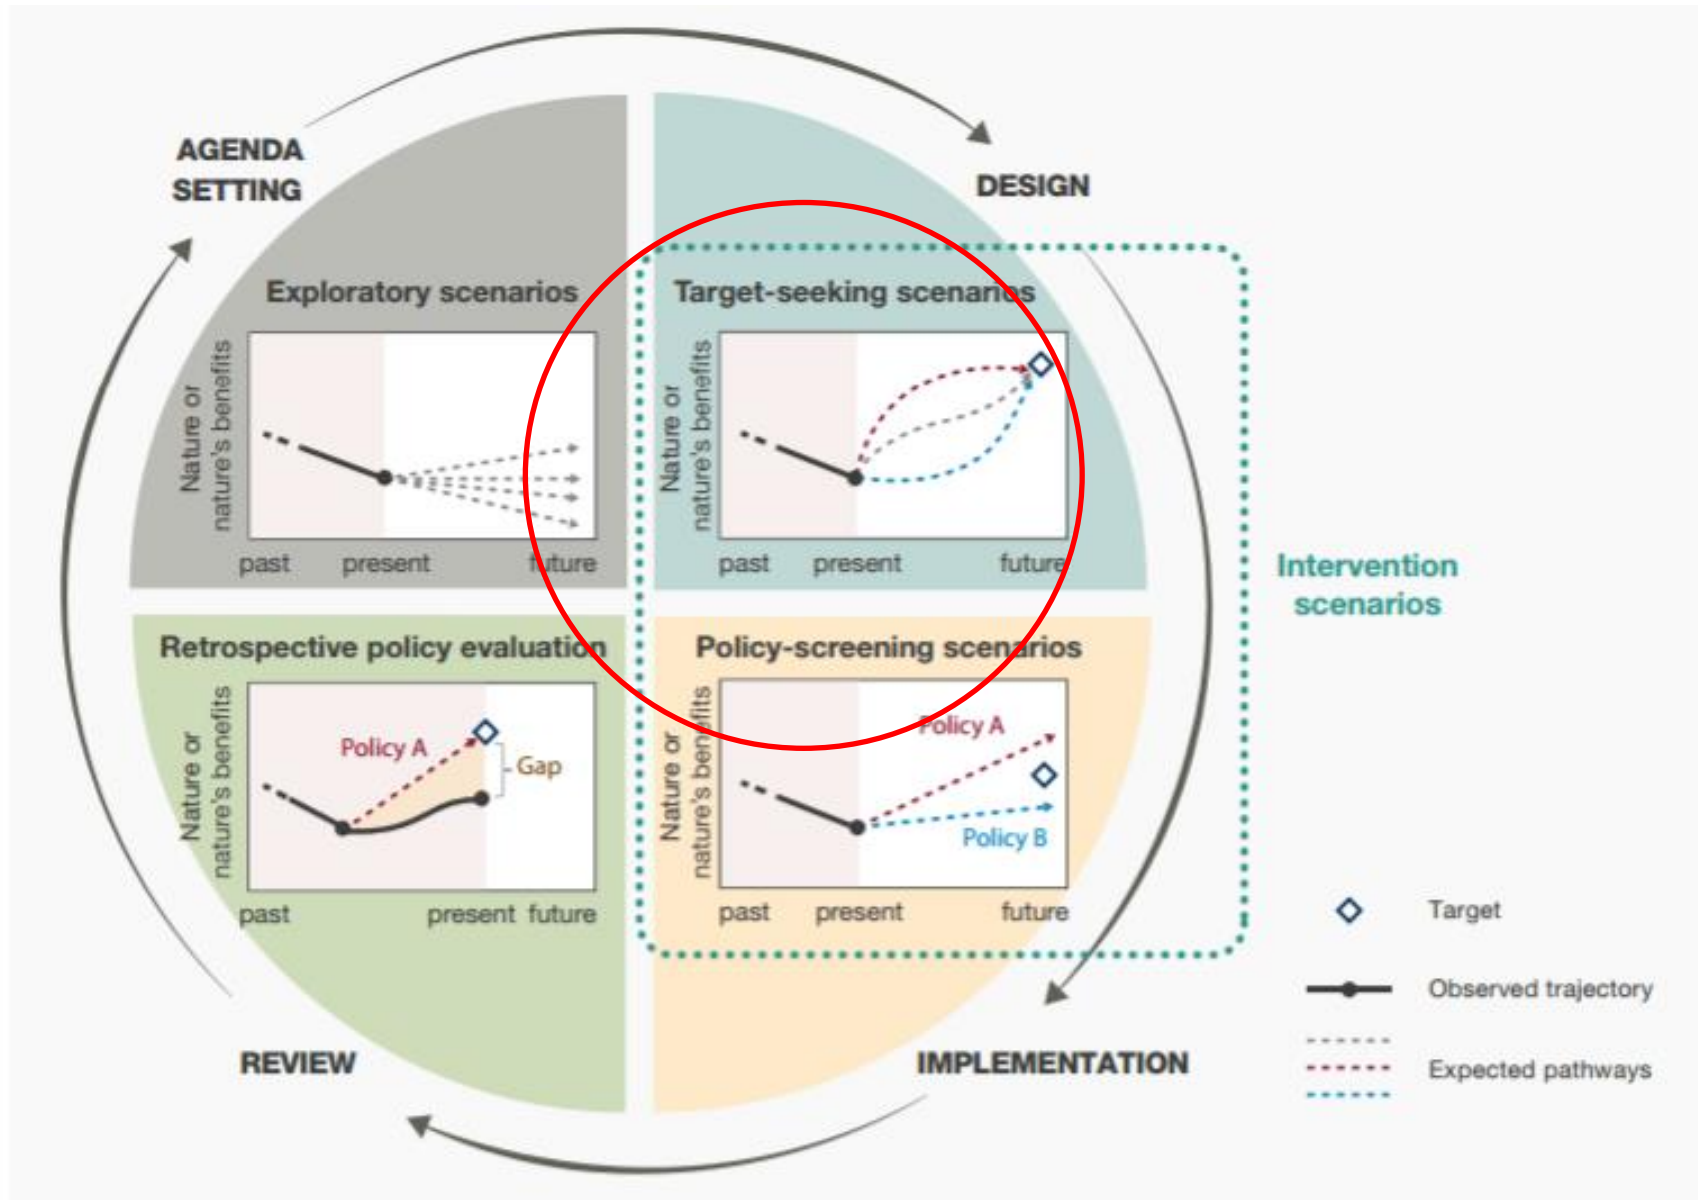 AGENDA
SETTING
DESIGN
Exploratory scenarios
Nature or
nature's benefits
past present future
Target-seeking scenarios
Nature or
nature's benefits
past present future
Intervention
scenarios
Retrospective policy evaluation
Nature or
nature's benefits
Policy A
Gap
past present future
Policy-screening scenarios
Nature or
nature's benefits
Policy A
Policy B
past present future
REVIEW
IMPLEMENTATION
Target
Observed trajectory
Expected pathways